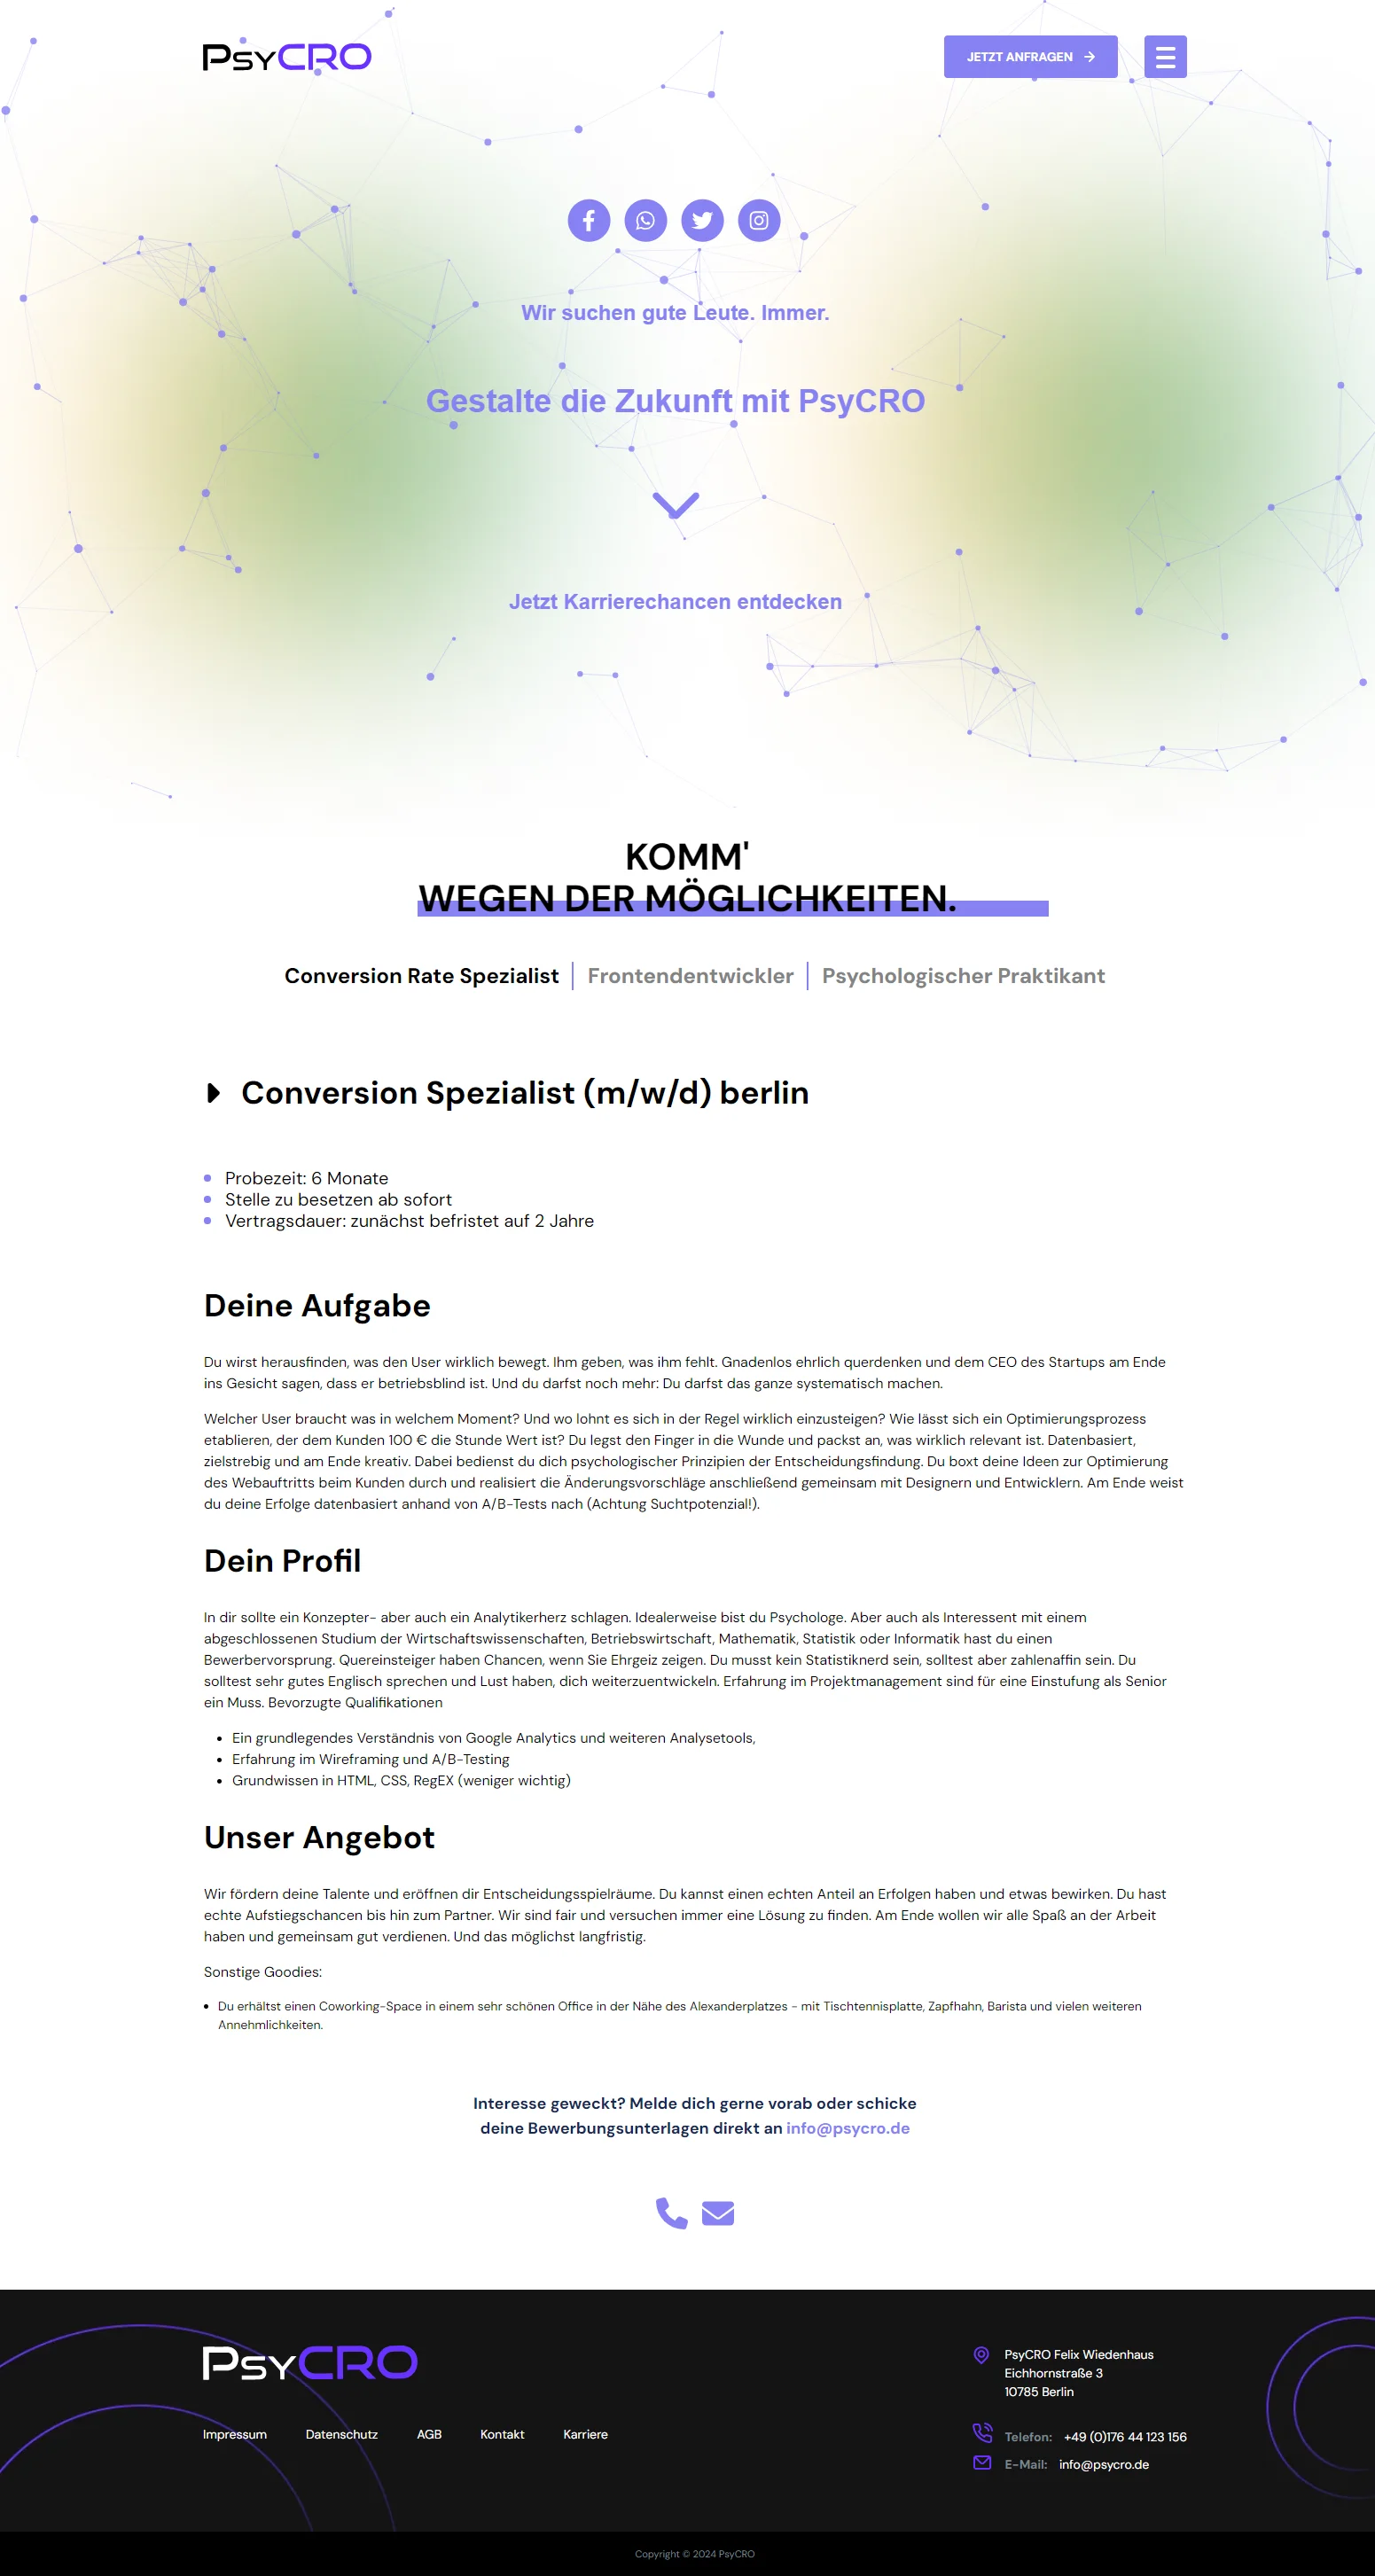 PsyCRO
JETZT ANFRAGEN
Wir suchen gute Leute. Immer.
Gestalte die Zukunft mit PsyCRO
Jetzt Karrierechancen entdecken
KOMM'
WEGEN DER MÖGLICHKEITEN.
Conversion Rate Spezialist
Frontendentwickler
Psychologischer Praktikant
Conversion Spezialist (m/w/d) berlin
Probezeit: 6 Monate
Stelle zu besetzen ab sofort
Vertragsdauer: zunächst befristet auf 2 Jahre
Deine Aufgabe
Du wirst herausfinden, was den User wirklich bewegt. Ihm geben, was ihm fehlt. Gnadenlos ehrlich querdenken und dem CEO des Startups am Ende
ins Gesicht sagen, dass er betriebsblind ist. Und du darfst noch mehr: Du darfst das ganze systematisch machen.
Welcher User braucht was in welchem Moment? Und wo lohnt es sich in der Regel wirklich einzusteigen? Wie lässt sich ein Optimierungsprozess
etablieren, der dem Kunden 100 € die Stunde Wert ist? Du legst den Finger in die Wunde und packst an, was wirklich relevant ist. Datenbasiert,
zielstrebig und am Ende kreativ. Dabei bedienst du dich psychologischer Prinzipien der Entscheidungsfindung. Du boxt deine Ideen zur Optimierung
des Webauftritts beim Kunden durch und realisiert die Änderungsvorschläge anschließend gemeinsam mit Designern und Entwicklern. Am Ende weist
du deine Erfolge datenbasiert anhand von A/B-Tests nach (Achtung Suchtpotenzial!).
Dein Profil
In dir sollte ein Konzepter- aber auch ein Analytikerherz schlagen. Idealerweise bist du Psychologe. Aber auch als Interessent mit einem
abgeschlossenen Studium der Wirtschaftswissenschaften, Betriebswirtschaft, Mathematik, Statistik oder Informatik hast du einen
Bewerbervorsprung. Quereinsteiger haben Chancen, wenn Sie Ehrgeiz zeigen. Du musst kein Statistiknerd sein, solltest aber zahlenaffin sein. Du
solltest sehr gutes Englisch sprechen und Lust haben, dich weiterzuentwickeln. Erfahrung im Projektmanagement sind für eine Einstufung als Senior
ein Muss. Bevorzugte Qualifikationen
Ein grundlegendes Verständnis von Google Analytics und weiteren Analysetools,
Erfahrung im Wireframing und A/B-Testing
Grundwissen in HTML, CSS, RegEX (weniger wichtig)
Unser Angebot
Wir fördern deine Talente und eröffnen dir Entscheidungsspielräume. Du kannst einen echten Anteil an Erfolgen haben und etwas bewirken. Du hast
echte Aufstiegschancen bis hin zum Partner. Wir sind fair und versuchen immer eine Lösung zu finden. Am Ende wollen wir alle Spaß an der Arbeit
haben und gemeinsam gut verdienen. Und das möglichst langfristig.
Sonstige Goodies:
Du erhältst einen Coworking-Space in einem sehr schönen Office in der Nähe des Alexanderplatzes - mit Tischtennisplatte, Zapfhahn, Barista und vielen weiteren
Annehmlichkeiten.
Interesse geweckt? Melde dich gerne vorab oder schicke
deine Bewerbungsunterlagen direkt an info@psycro.de
PsyCRO
Impressum
Datenschutz
AGB
Kontakt
Karriere
PsyCRO Felix Wiedenhaus
Eichhornstraße 3
10785 Berlin
Telefon: +49 (0)176 44 123 156
E-Mail: info@psycro.de
Copyright © 2024 PsyCRO